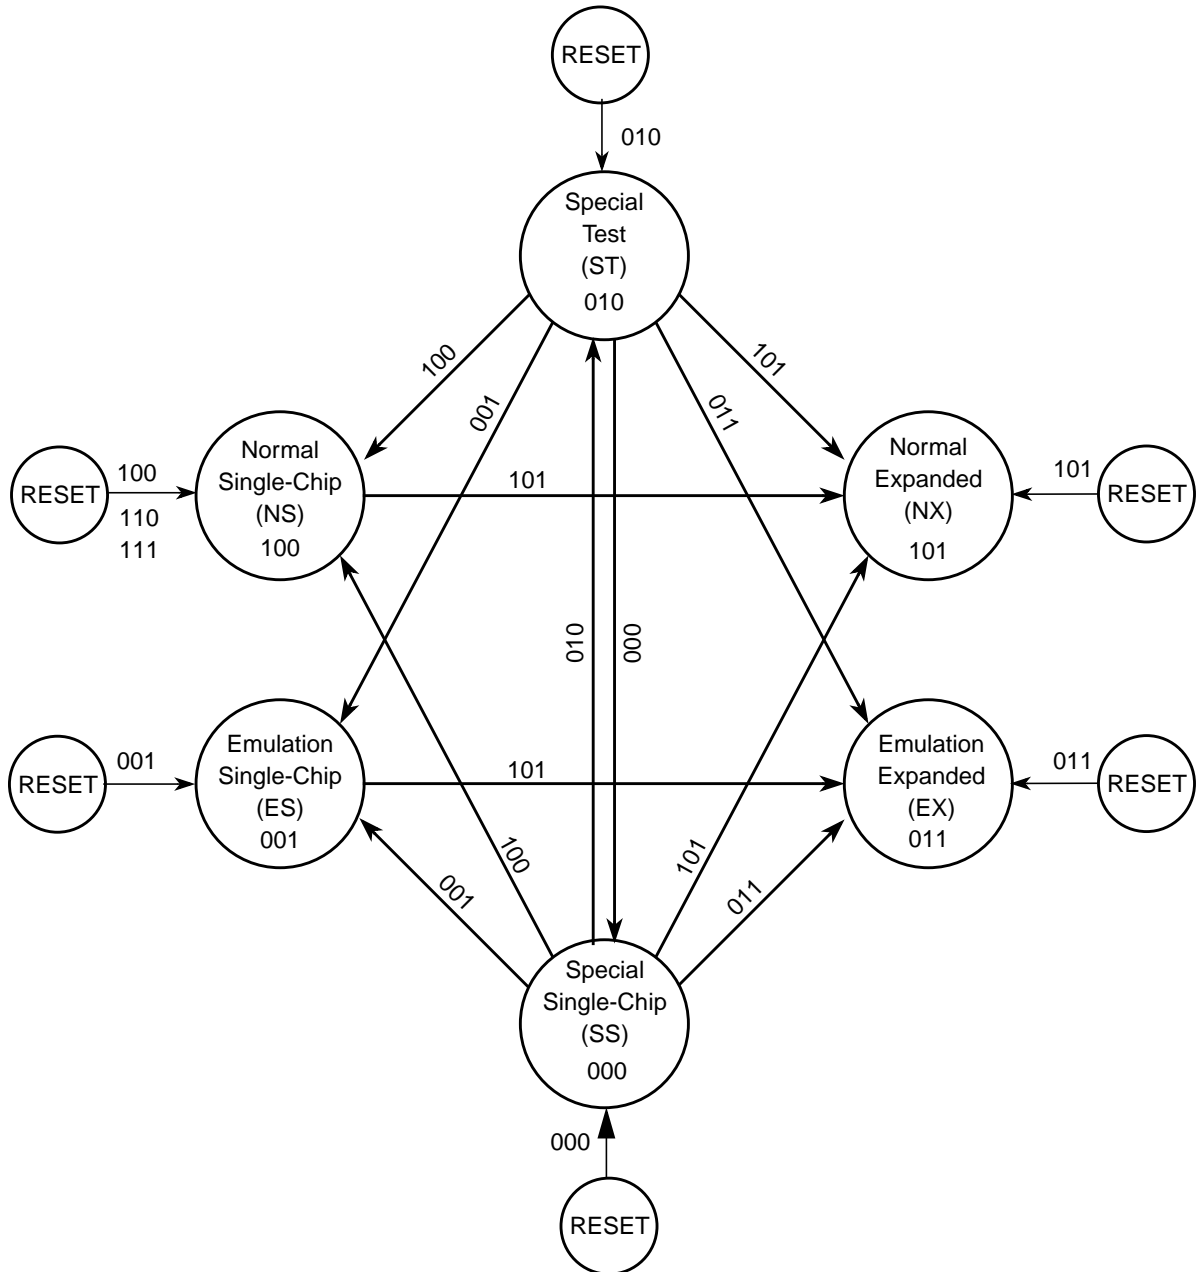 RESET
010
Special
Test
(ST)
010
100
001
101
011
Normal
Single-Chip
(NS)
100
Normal
Expanded
(NX)
101
RESET
100
110
111
101
101
RESET
010
000
Emulation
Single-Chip
(ES)
001
Emulation
Expanded
(EX)
011
RESET
001
101
011
RESET
001
100
101
011
Special
Single-Chip
(SS)
000
000
RESET